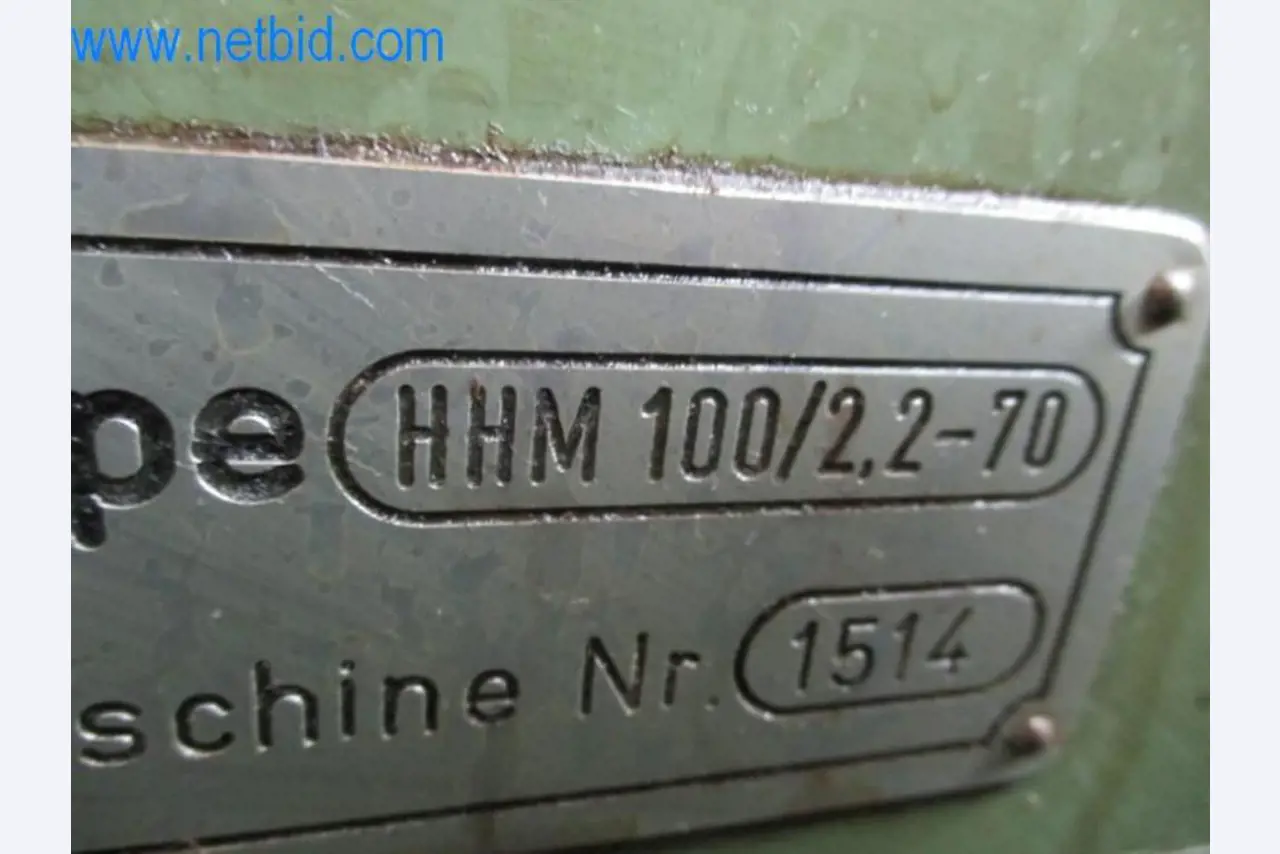 www.netbid.com
pe HHM 100/2,2-70
schine Nr. 1514